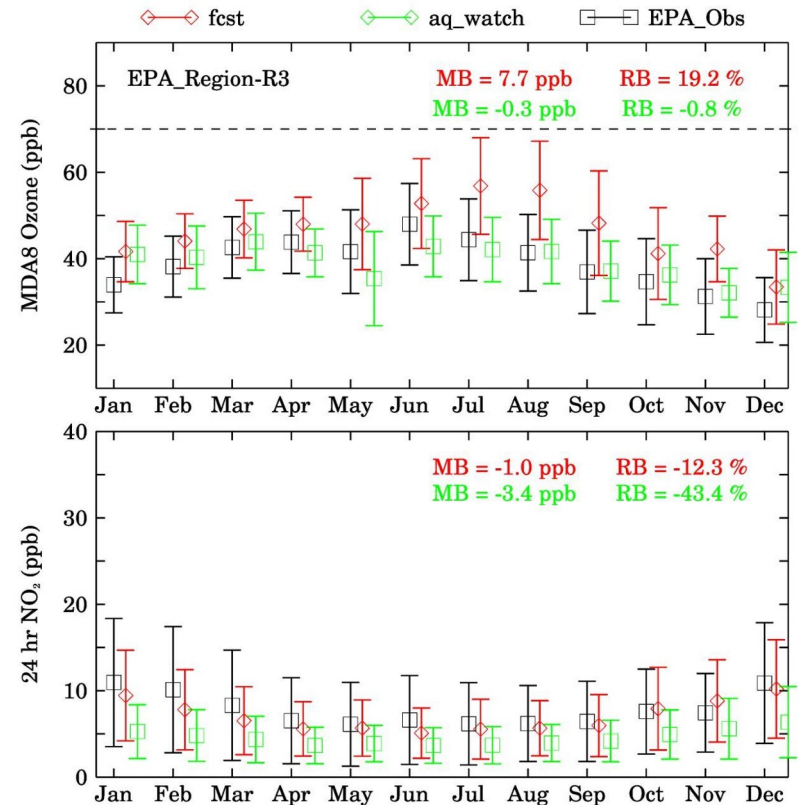 fcst aq_watch EPA_Obs
EPA_Region-R3 MB = 7.7 ppb RB = 19.2 %
MB = -0.3 ppb RB = -0.8 %
MDA8 Ozone (ppb)
80
60
40
20
Jan Feb Mar Apr May Jun Jul Aug Sep Oct Nov Dec
MB = -1.0 ppb RB = -12.3 %
MB = -3.4 ppb RB = -43.4 %
24 hr NO₂ (ppb)
40
30
20
10
0
Jan Feb Mar Apr May Jun Jul Aug Sep Oct Nov Dec